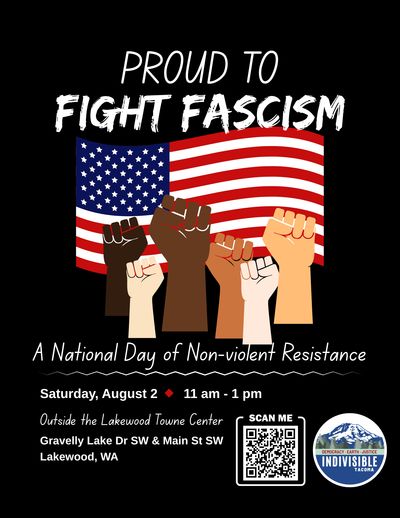 PROUD TO
FIGHT FASCISM
A National Day of Non-violent Resistance
Saturday, August 2 ♦ 11 am - 1 pm
Outside the Lakewood Towne Center
Gravelly Lake Dr SW & Main St SW
Lakewood, WA
SCAN ME
DEMOCRACY · EARTH · JUSTICE
INDIVISIBLE
TACOMA